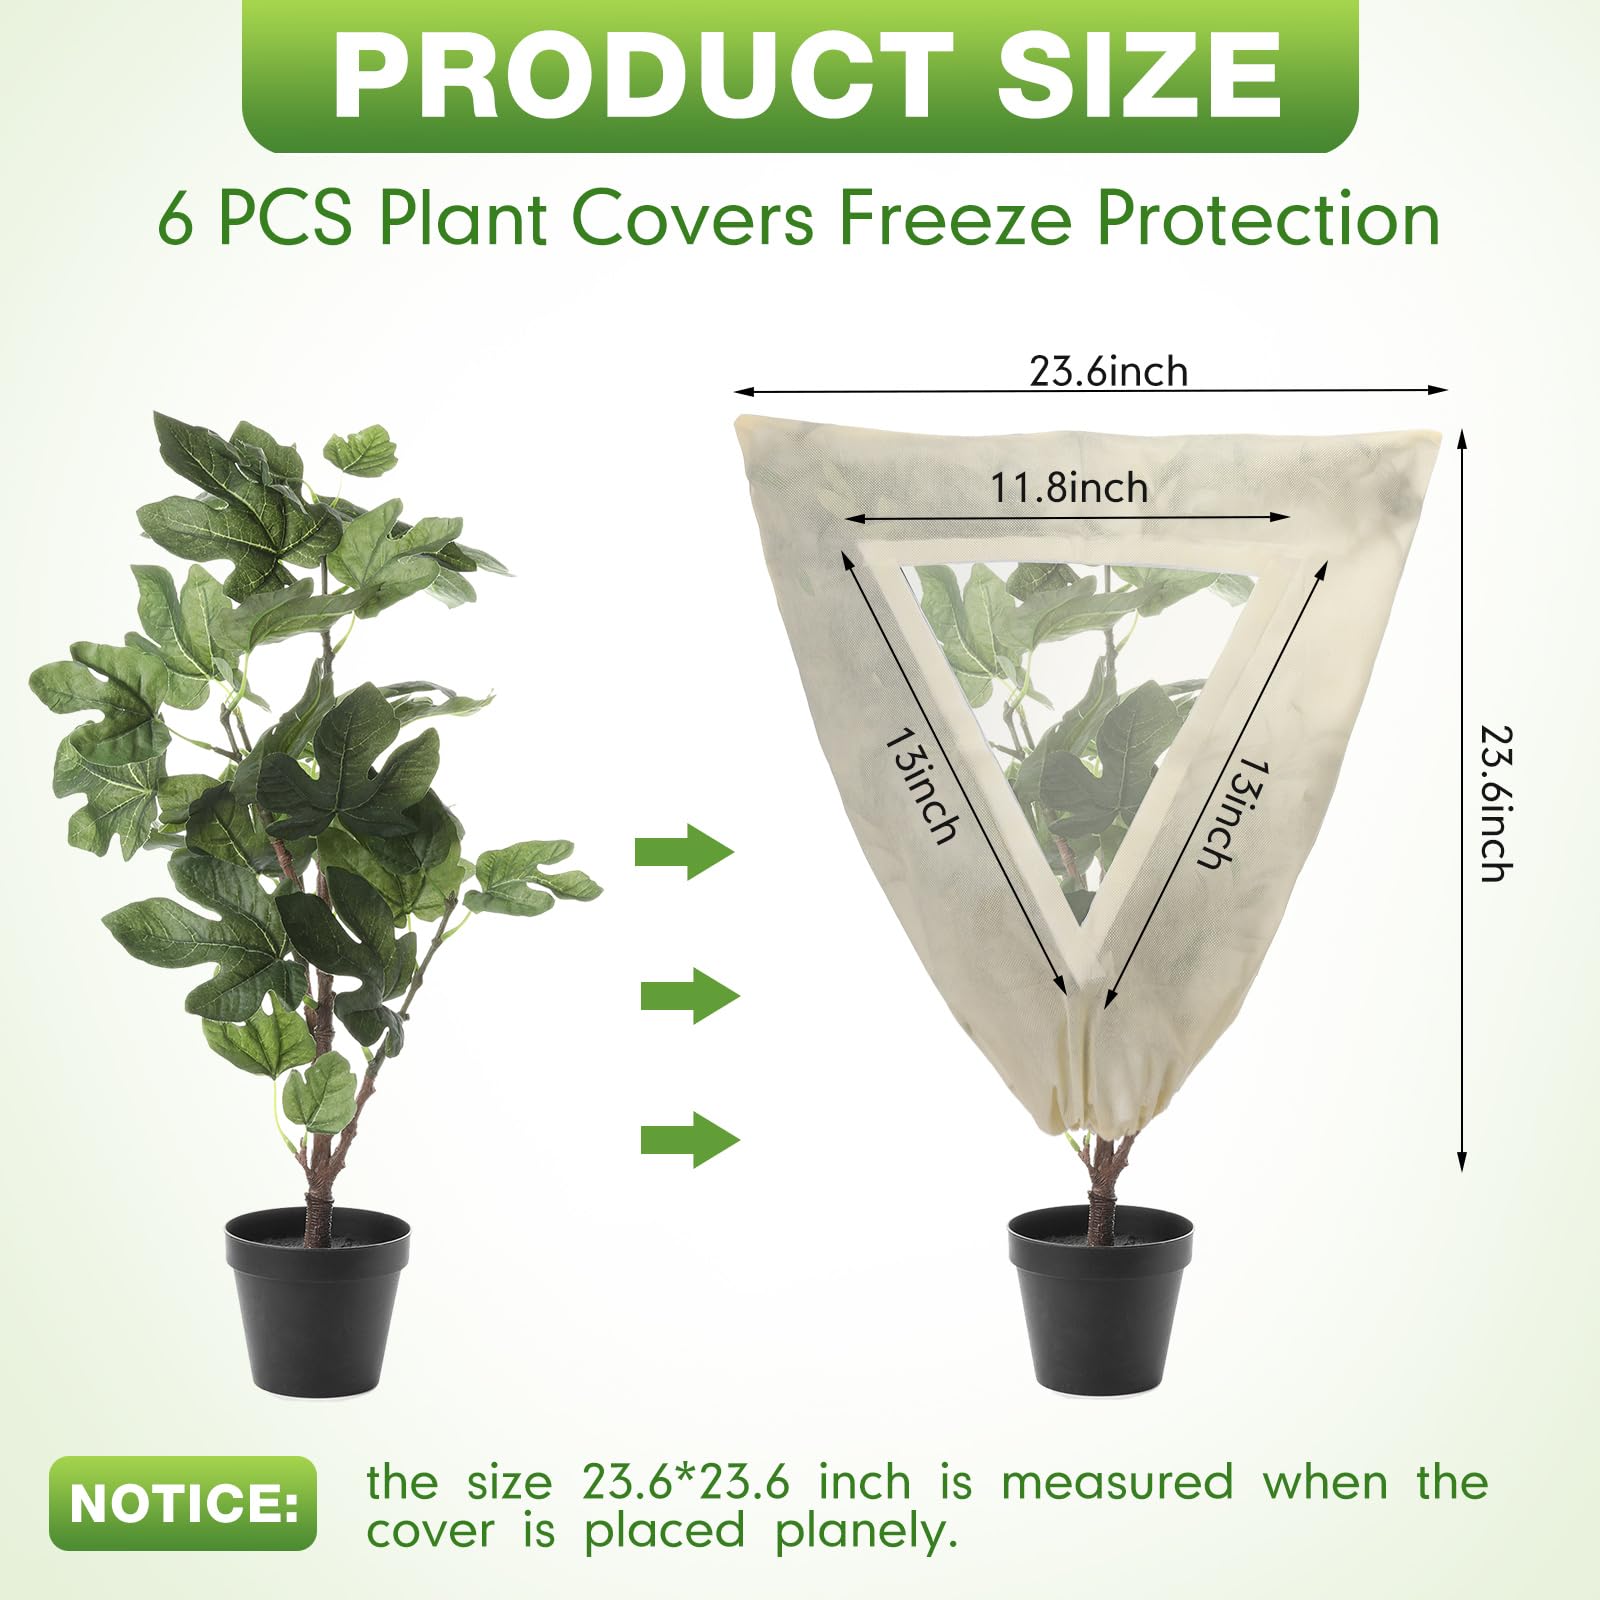 PRODUCT SIZE
6 PCS Plant Covers Freeze Protection
23.6inch
11.8inch
13inch
13inch
23.6inch
NOTICE:
the size 23.6*23.6 inch is measured when the
cover is placed planely.